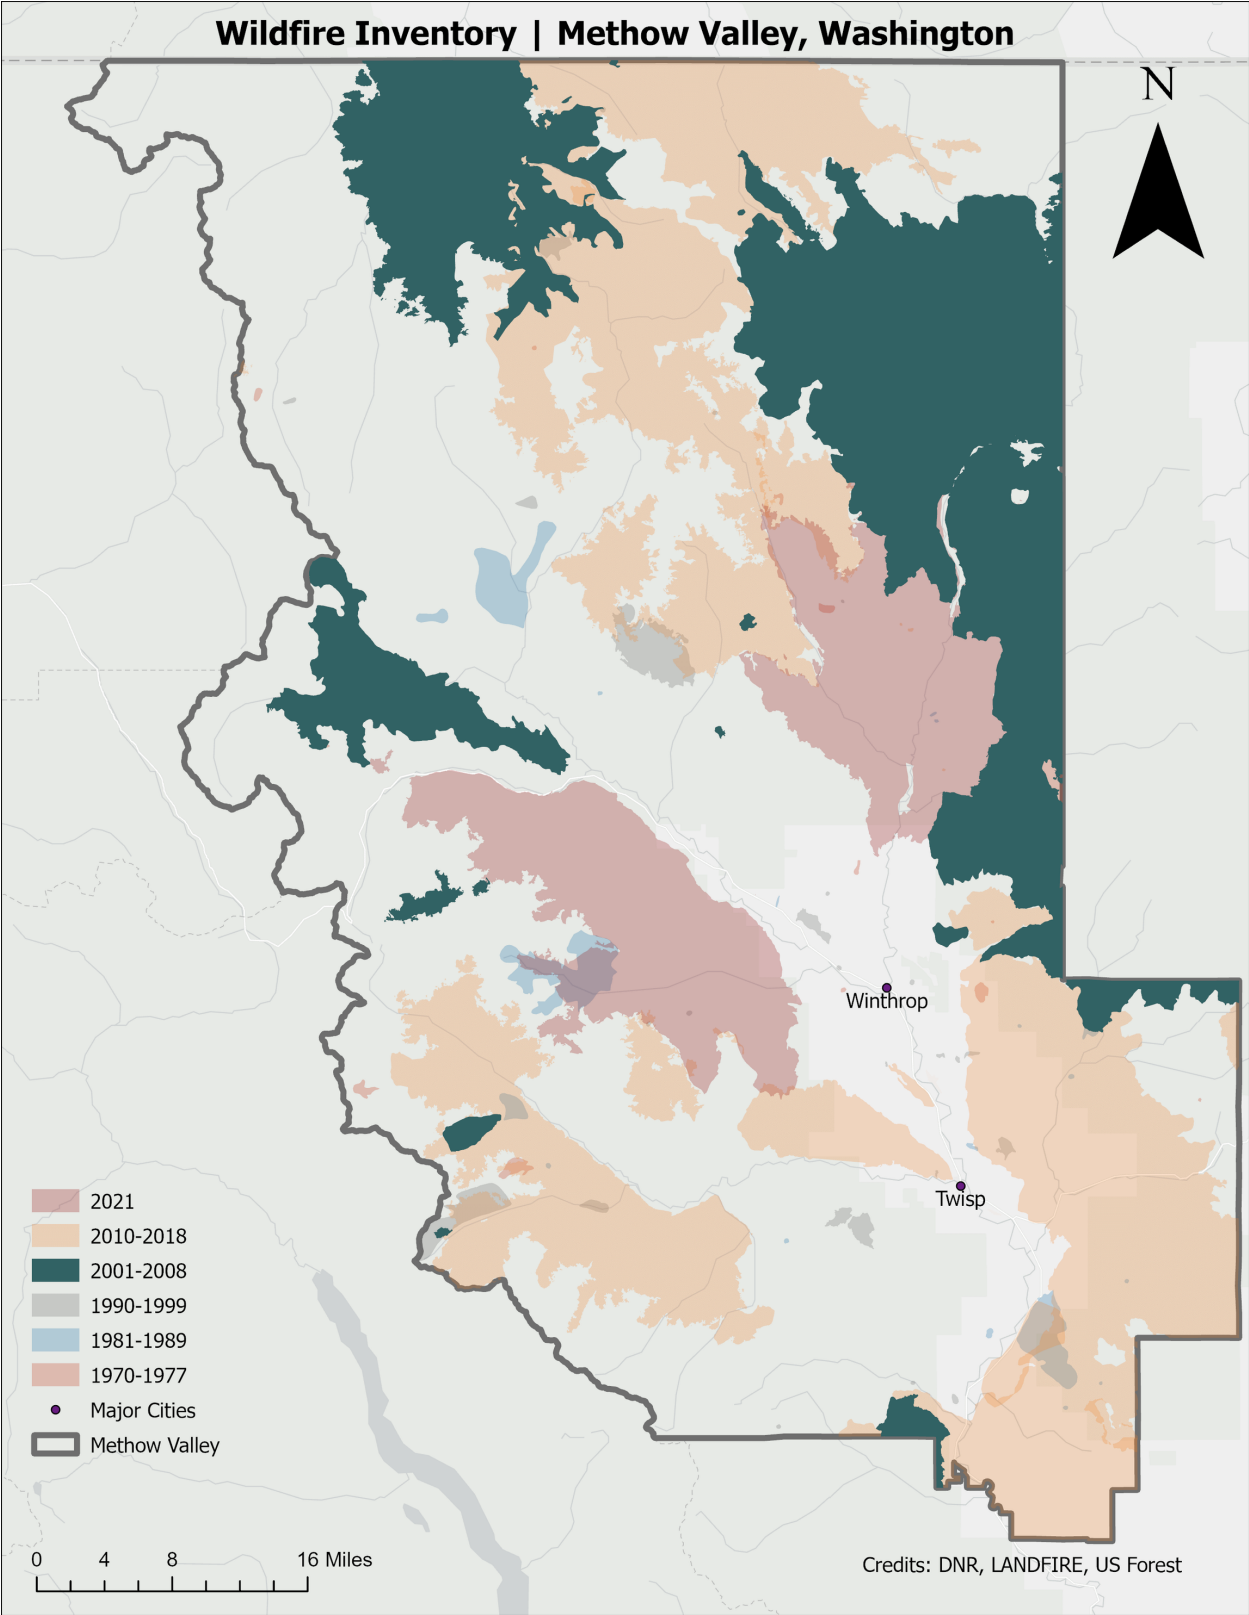 Wildfire Inventory | Methow Valley, Washington
N
Winthrop
Twisp
2021
2010-2018
2001-2008
1990-1999
1981-1989
1970-1977
Major Cities
Methow Valley
0 4 8 16 Miles
Credits: DNR, LANDFIRE, US Forest